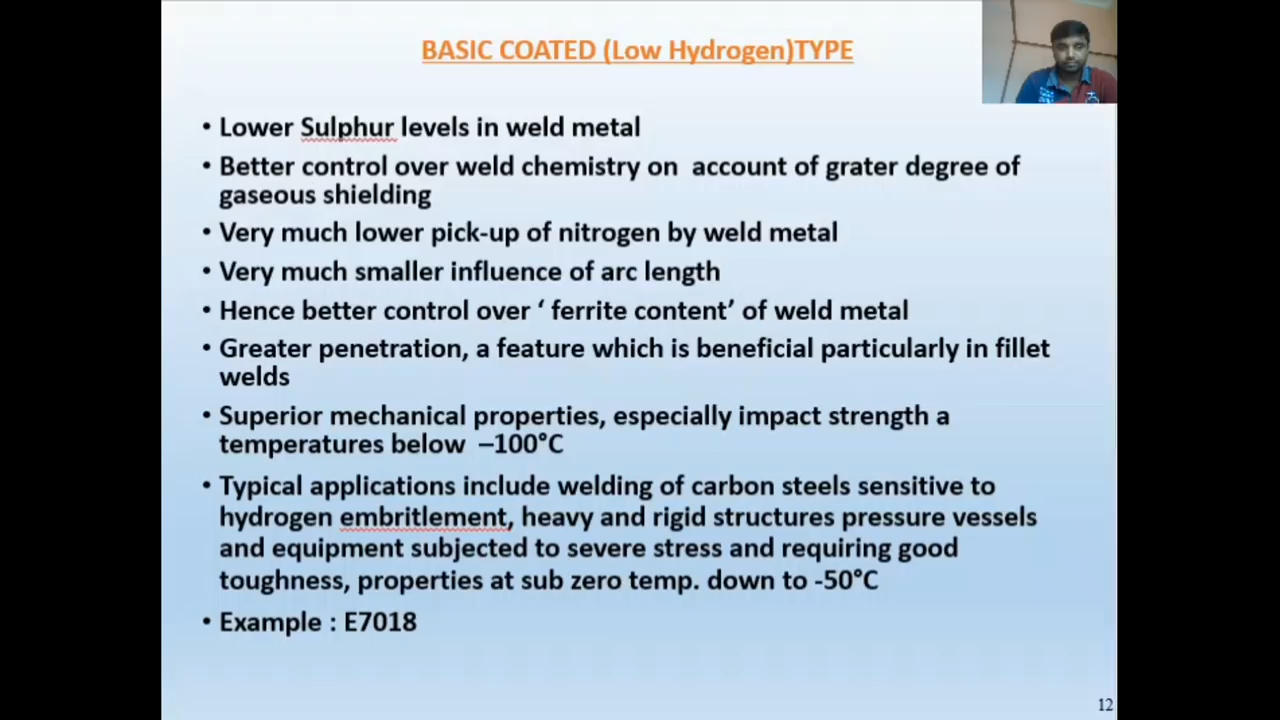 BASIC COATED (Low Hydrogen)TYPE
• Lower Sulphur levels in weld metal
• Better control over weld chemistry on account of grater degree of
gaseous shielding
• Very much lower pick-up of nitrogen by weld metal
• Very much smaller influence of arc length
• Hence better control over ‘ ferrite content’ of weld metal
• Greater penetration, a feature which is beneficial particularly in fillet
welds
• Superior mechanical properties, especially impact strength a
temperatures below –100°C
• Typical applications include welding of carbon steels sensitive to
hydrogen embritlement, heavy and rigid structures pressure vessels
and equipment subjected to severe stress and requiring good
toughness, properties at sub zero temp. down to -50°C
• Example : E7018
12